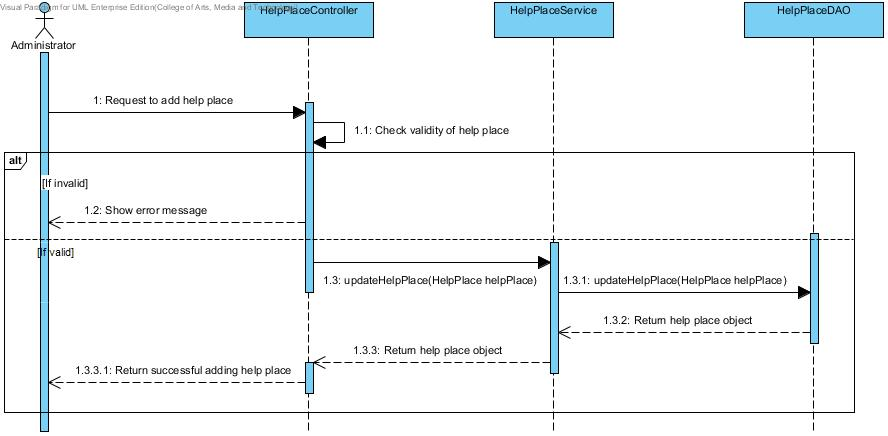 Visual Paradigm for UML Enterprise Edition(College of Arts, Media and
HelpPlaceController
HelpPlaceService
HelpPlaceDAO
Administrator
1: Request to add help place
1.1: Check validity of help place
alt
[If invalid]
1.2: Show error message
[If valid]
1.3: updateHelpPlace(HelpPlace helpPlace)
1.3.1: updateHelpPlace(HelpPlace helpPlace)
1.3.2: Return help place object
1.3.3: Return help place object
1.3.3.1: Return successful adding help place